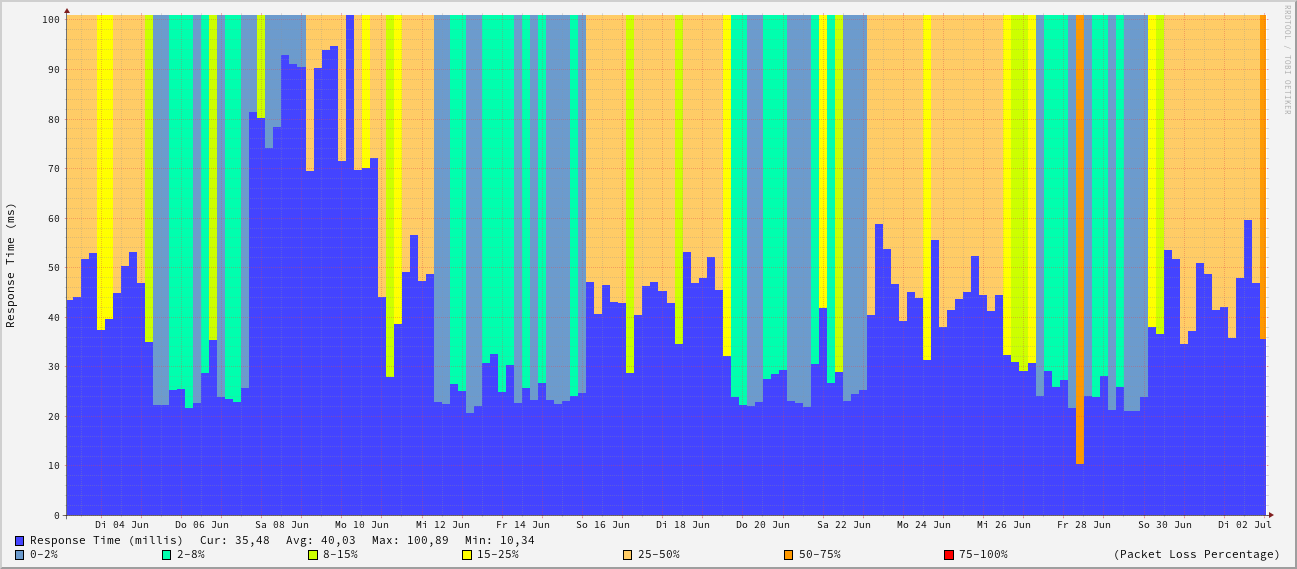 RRDTOOL / TOBI OETIKER
Response Time (ms)
100
90
80
70
60
50
40
30
20
10
0
Di 04 Jun Do 06 Jun Sa 08 Jun Mo 10 Jun Mi 12 Jun Fr 14 Jun So 16 Jun Di 18 Jun Do 20 Jun Sa 22 Jun Mo 24 Jun Mi 26 Jun Fr 28 Jun So 30 Jun Di 02 Jul
Response Time (millis) Cur: 35,48 Avg: 40,03 Max: 100,89 Min: 10,34
0-2% 2-8% 8-15% 15-25% 25-50% 50-75% 75-100% (Packet Loss Percentage)